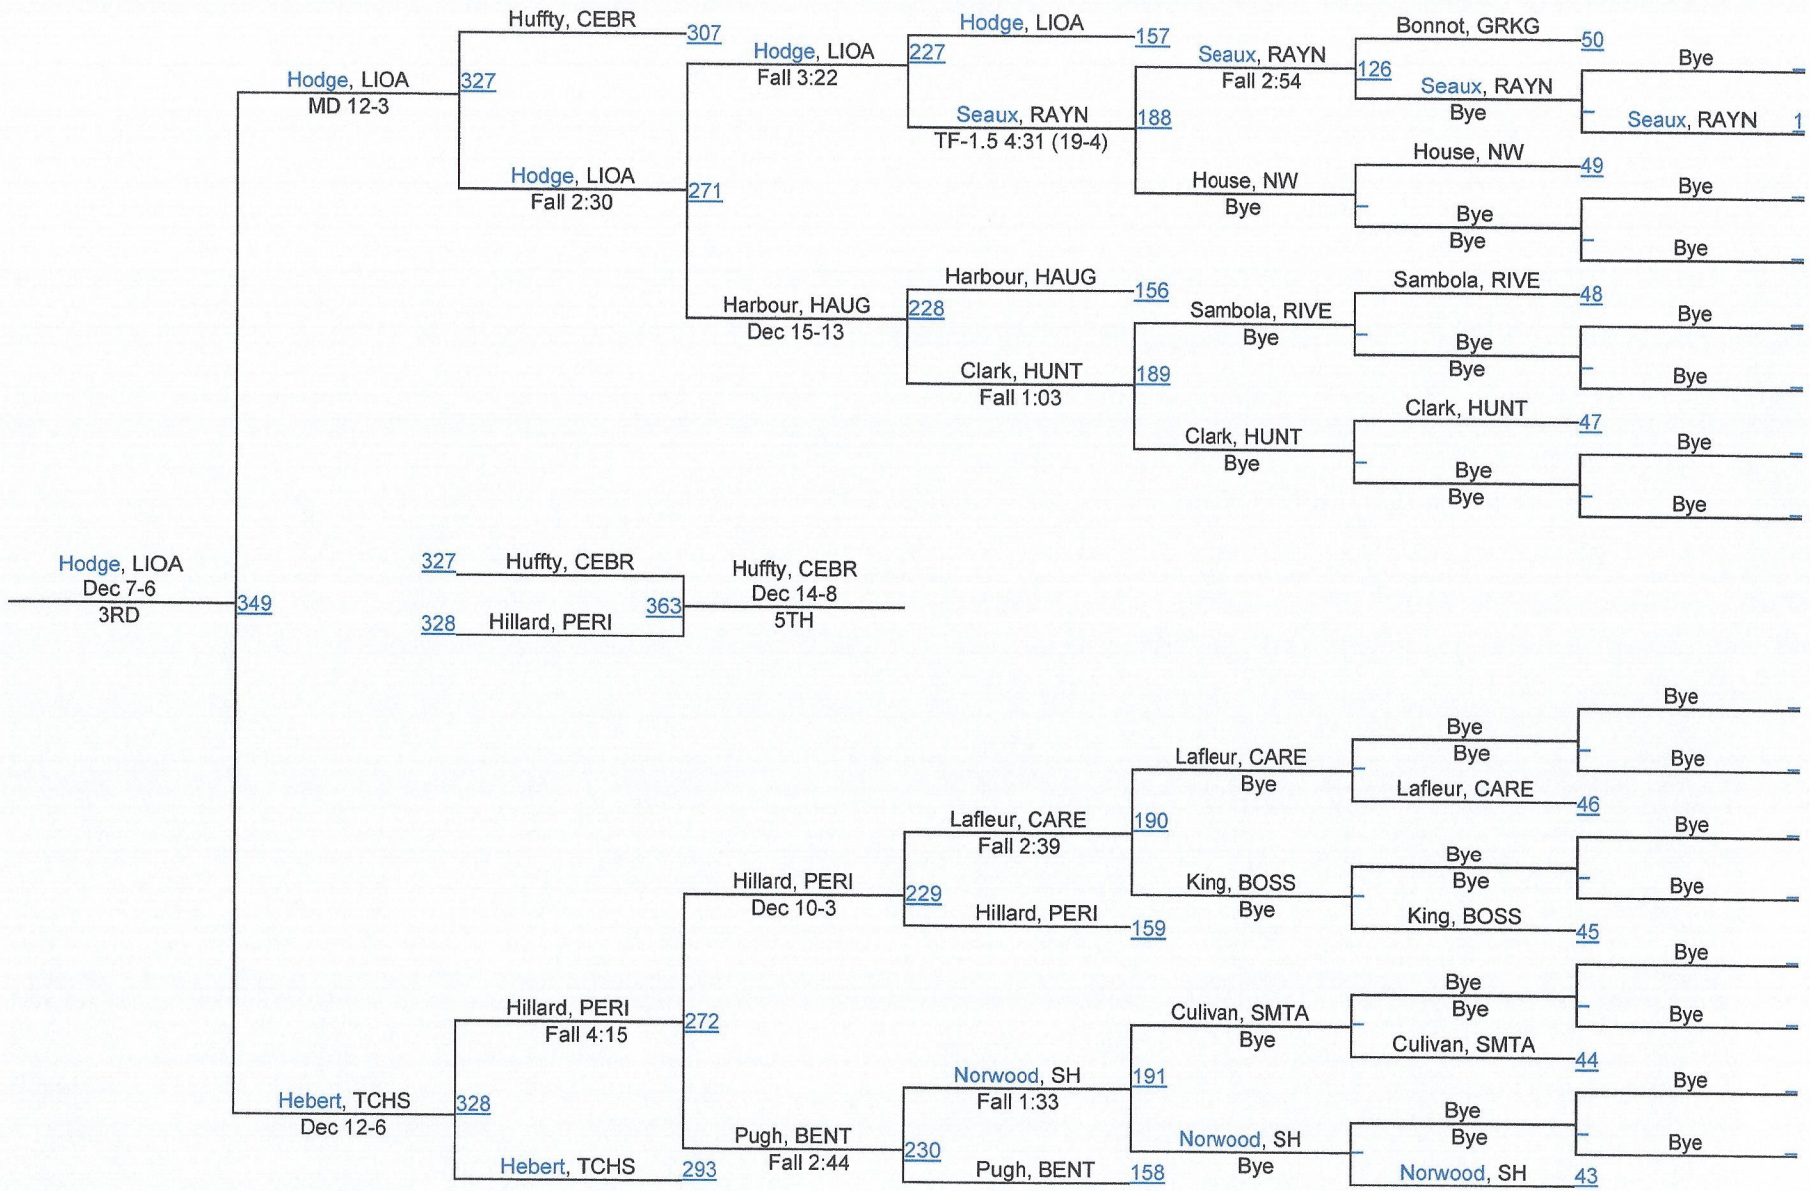 Huffty, CEBR
307
Hodge, LIOA
157
Bonnot, GRKG
50
Bye
Hodge, LIOA
Fall 3:22
227
Seaux, RAYN
Fall 2:54
126
Seaux, RAYN
Bye
Hodge, LIOA
MD 12-3
327
Seaux, RAYN
TF-1.5 4:31 (19-4)
188
Seaux, RAYN 1
House, NW
49
Bye
Hodge, LIOA
Fall 2:30
271
House, NW
Bye
Bye
Bye
Bye
Harbour, HAUG
156
Sambola, RIVE
48
Harbour, HAUG
Dec 15-13
228
Sambola, RIVE
Bye
Bye
Bye
Bye
Clark, HUNT
Fall 1:03
189
Bye
Clark, HUNT
47
Clark, HUNT
Bye
Bye
Bye
Bye
Bye
Hodge, LIOA
Dec 7-6
3RD
349
327
Huffty, CEBR
328
Hillard, PERI
363
Huffty, CEBR
Dec 14-8
5TH
Bye
Lafleur, CARE
Bye
Bye
Bye
Bye
Lafleur, CARE
46
Lafleur, CARE
Fall 2:39
190
Bye
Hillard, PERI
Dec 10-3
229
King, BOSS
Bye
Bye
Bye
Bye
Hillard, PERI
159
King, BOSS
45
Bye
Hillard, PERI
Fall 4:15
272
Culivan, SMTA
Bye
Bye
Bye
Bye
Culivan, SMTA
44
Norwood, SH
Fall 1:33
191
Bye
Hebert, TCHS
Dec 12-6
328
Pugh, BENT
Fall 2:44
230
Norwood, SH
Bye
Bye
Bye
Bye
Hebert, TCHS
293
Pugh, BENT
158
Norwood, SH
43